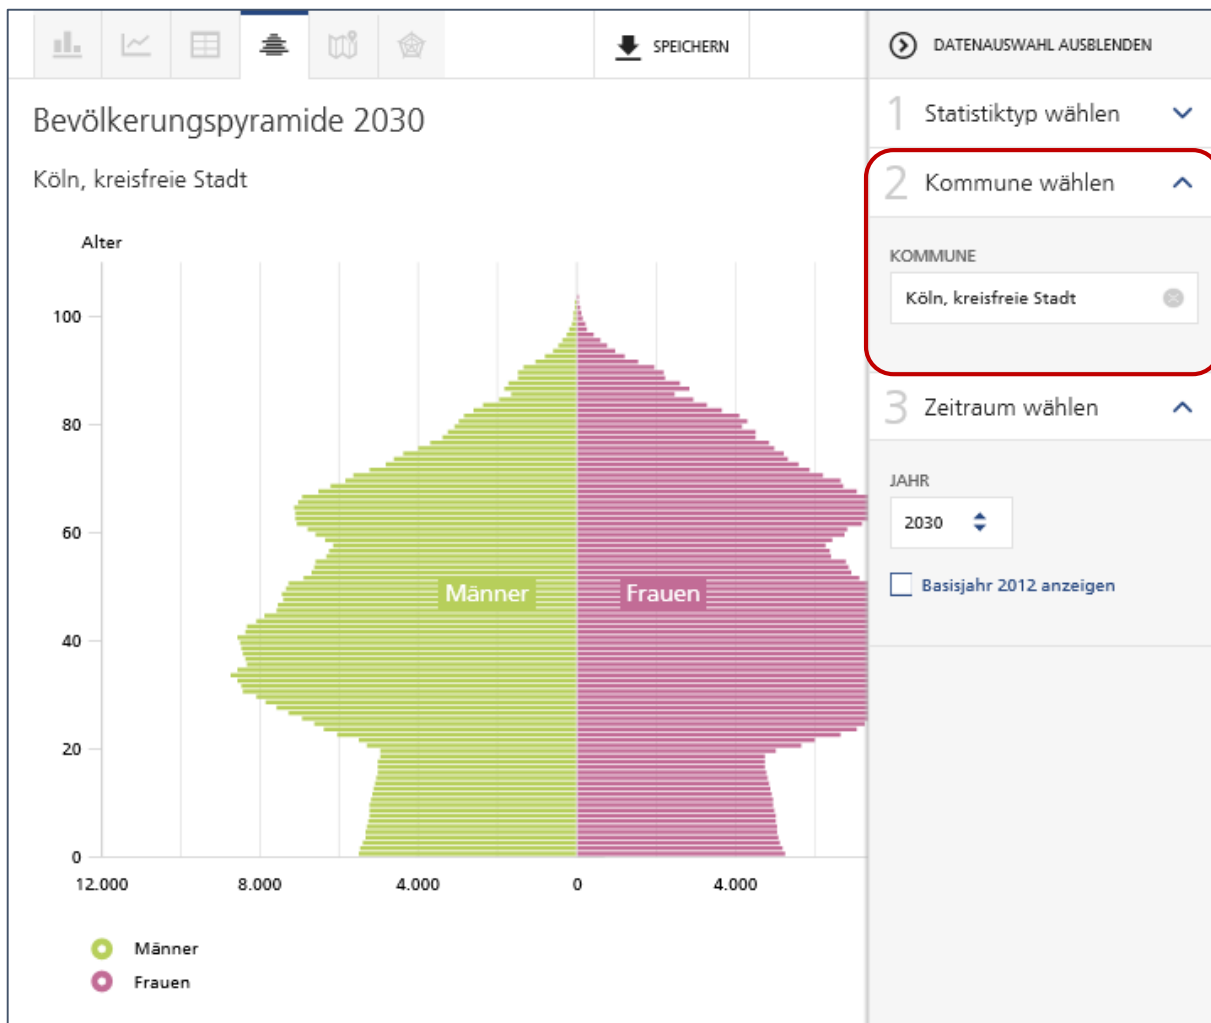 SPEICHERN
DATENAUSWAHL AUSBLENDEN
Bevölkerungspyramide 2030
Köln, kreisfreie Stadt
Alter
100
80
60
40
20
0
12.000 8.000 4.000 0 4.000
Männer Frauen
Männer
Frauen
1 Statistiktyp wählen
2 Kommune wählen
KOMMUNE
Köln, kreisfreie Stadt
3 Zeitraum wählen
JAHR
2030
Basisjahr 2012 anzeigen